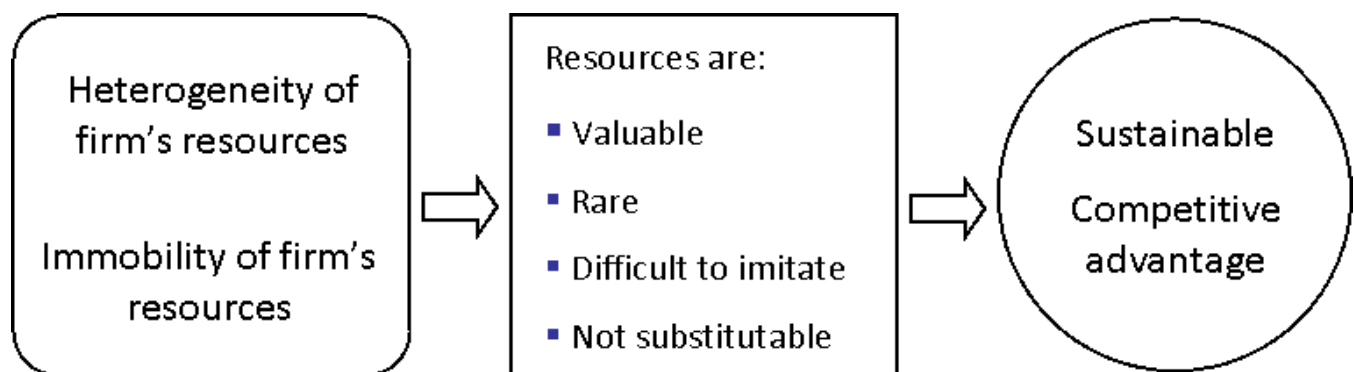 Heterogeneity of
firm's resources
Immobility of firm's
resources
Resources are:
▪ Valuable
▪ Rare
▪ Difficult to imitate
▪ Not substitutable
Sustainable
Competitive
advantage